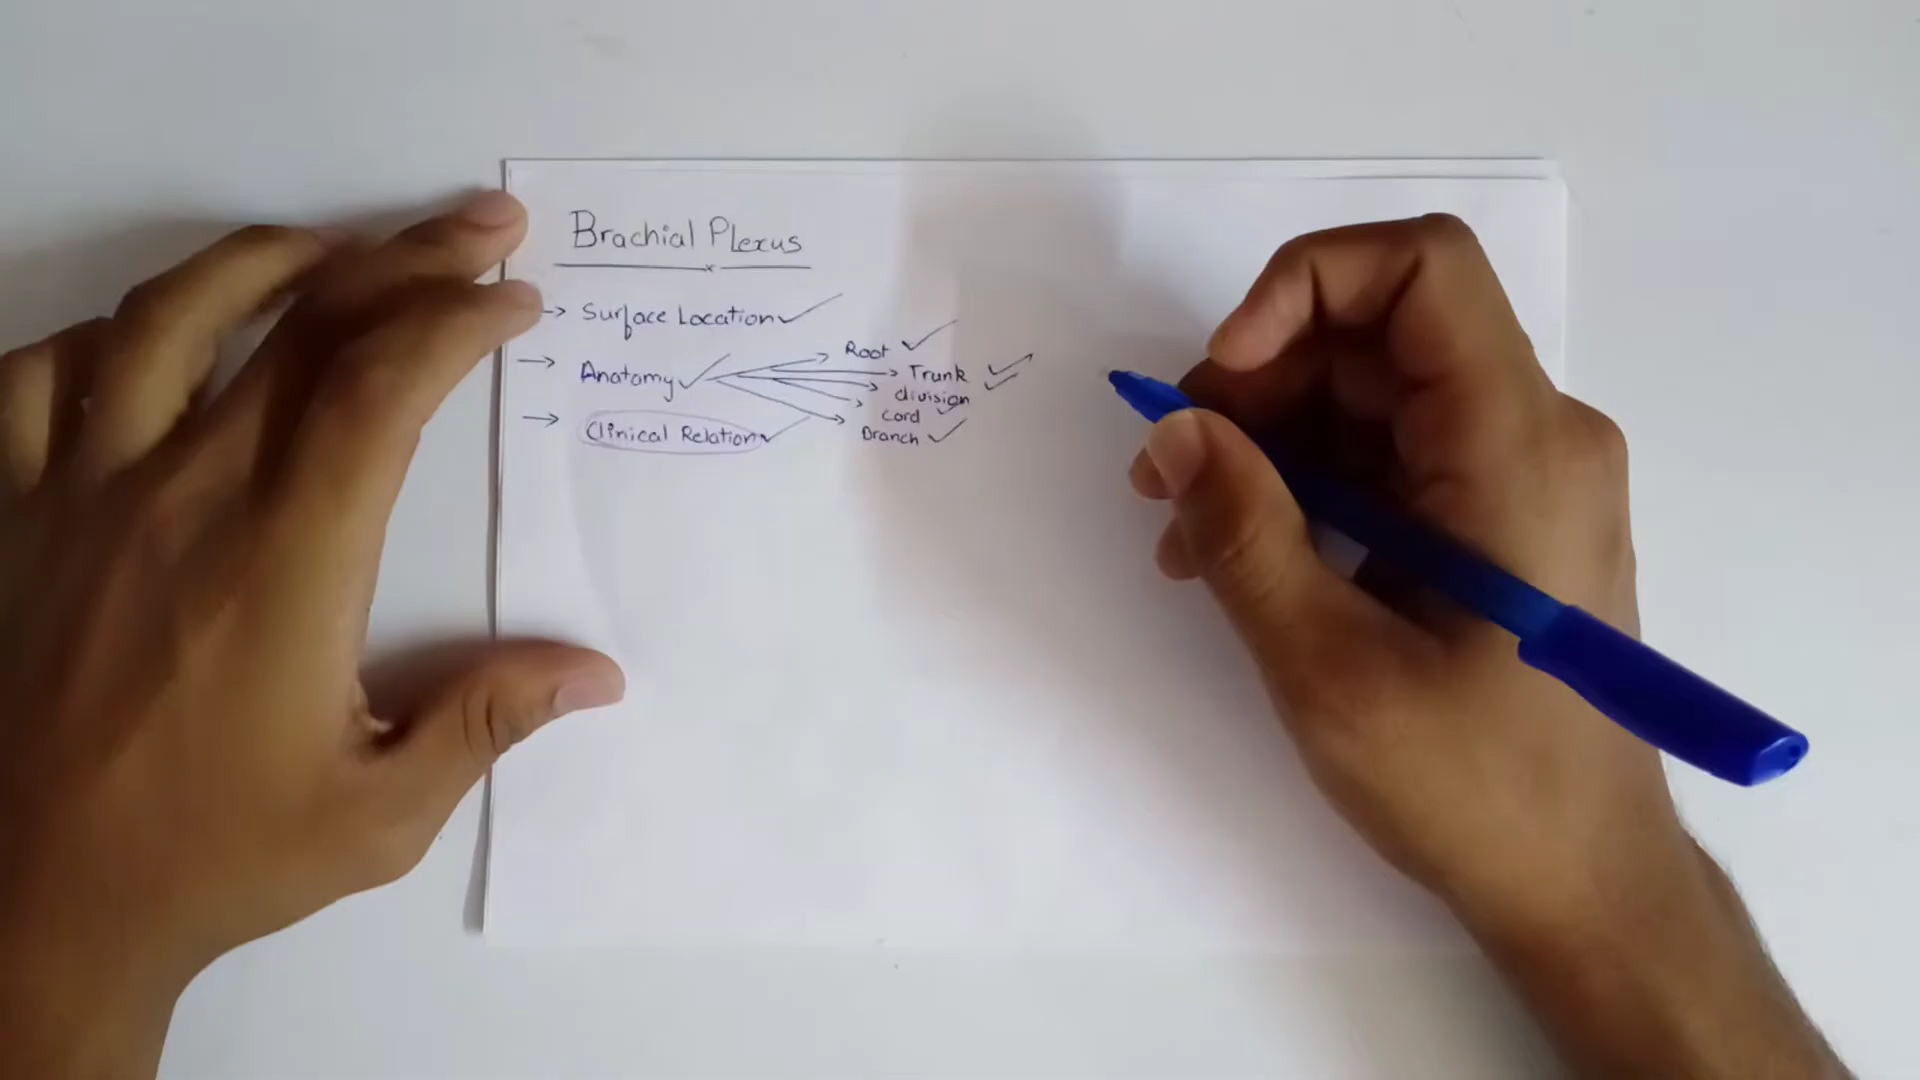 Brachial Plexus
→ Surface Location ✓
→ Anatomy ✓
Root ✓
Trunk ✓
division ✓
Cord ✓
Branch ✓
→ Clinical Relation ✓